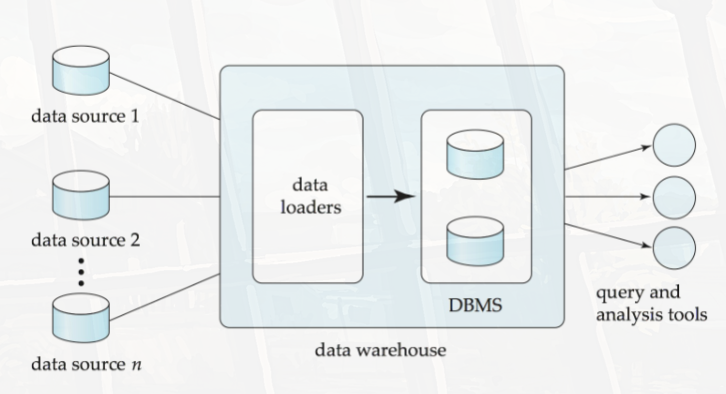 data source 1
data source 2
data source n
data
loaders
DBMS
data warehouse
query and
analysis tools